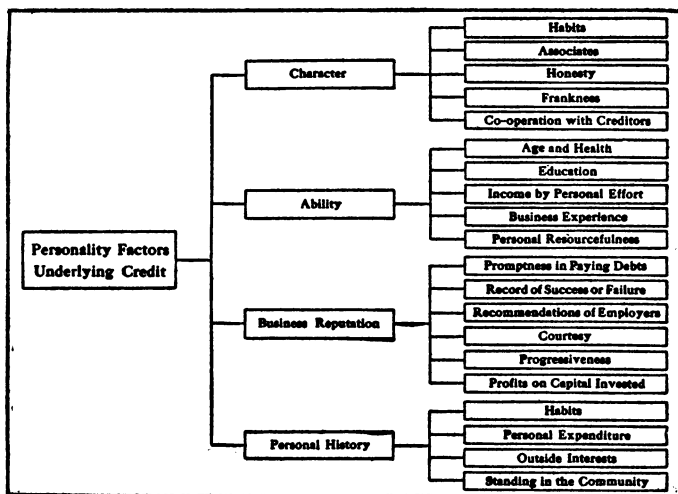 Personality Factors
Underlying Credit
Character
Habits
Associates
Honesty
Frankness
Co-operation with Creditors
Ability
Age and Health
Education
Income by Personal Effort
Business Experience
Personal Resourcefulness
Business Reputation
Promptness in Paying Debts
Record of Success or Failure
Recommendations of Employers
Courtesy
Progressiveness
Profits on Capital Invested
Personal History
Habits
Personal Expenditure
Outside Interests
Standing in the Community